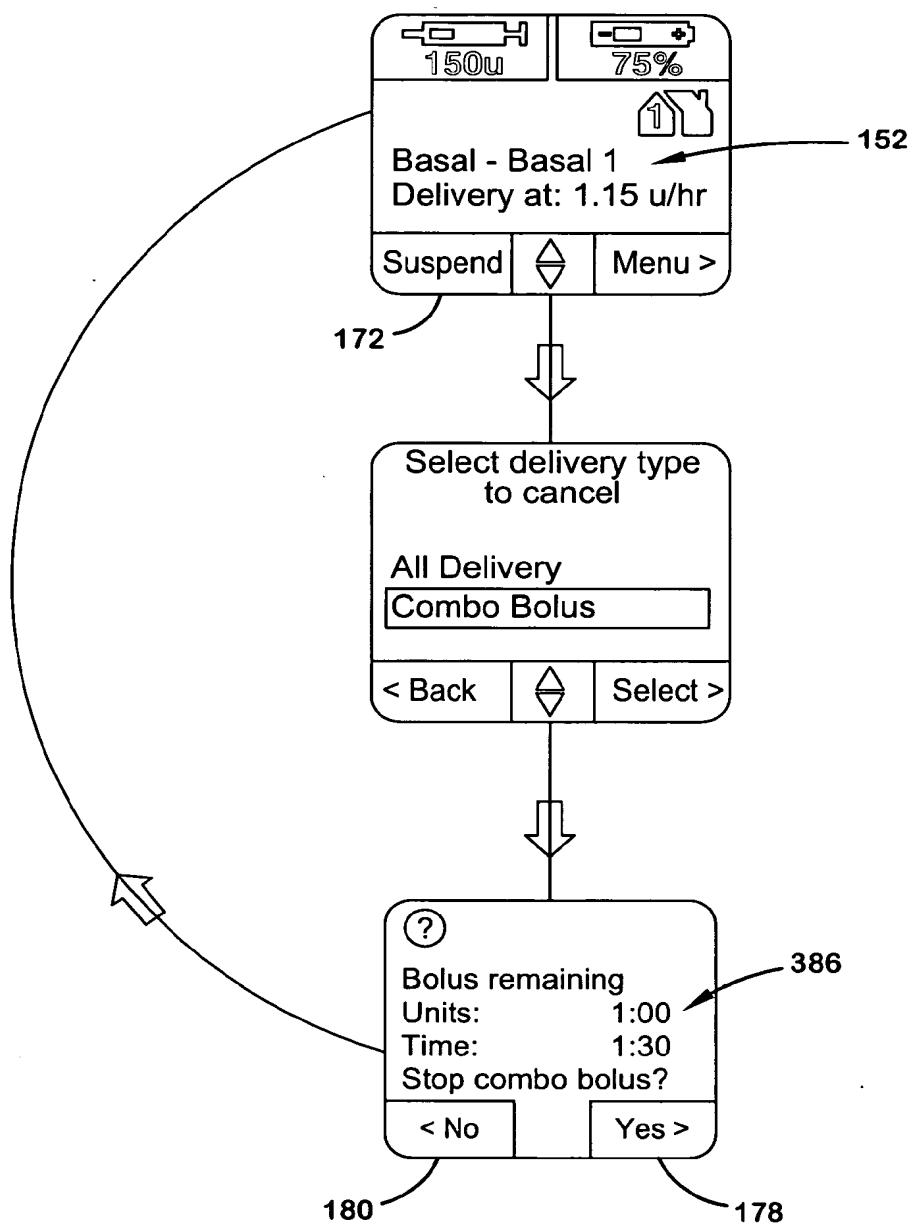 150u 75%
1
Basal - Basal 1
Delivery at: 1.15 u/hr
152
Suspend Menu >
172
Select delivery type
to cancel
All Delivery
Combo Bolus
< Back Select >
?
Bolus remaining
Units: 1:00
386
Time: 1:30
Stop combo bolus?
< No Yes >
180 178